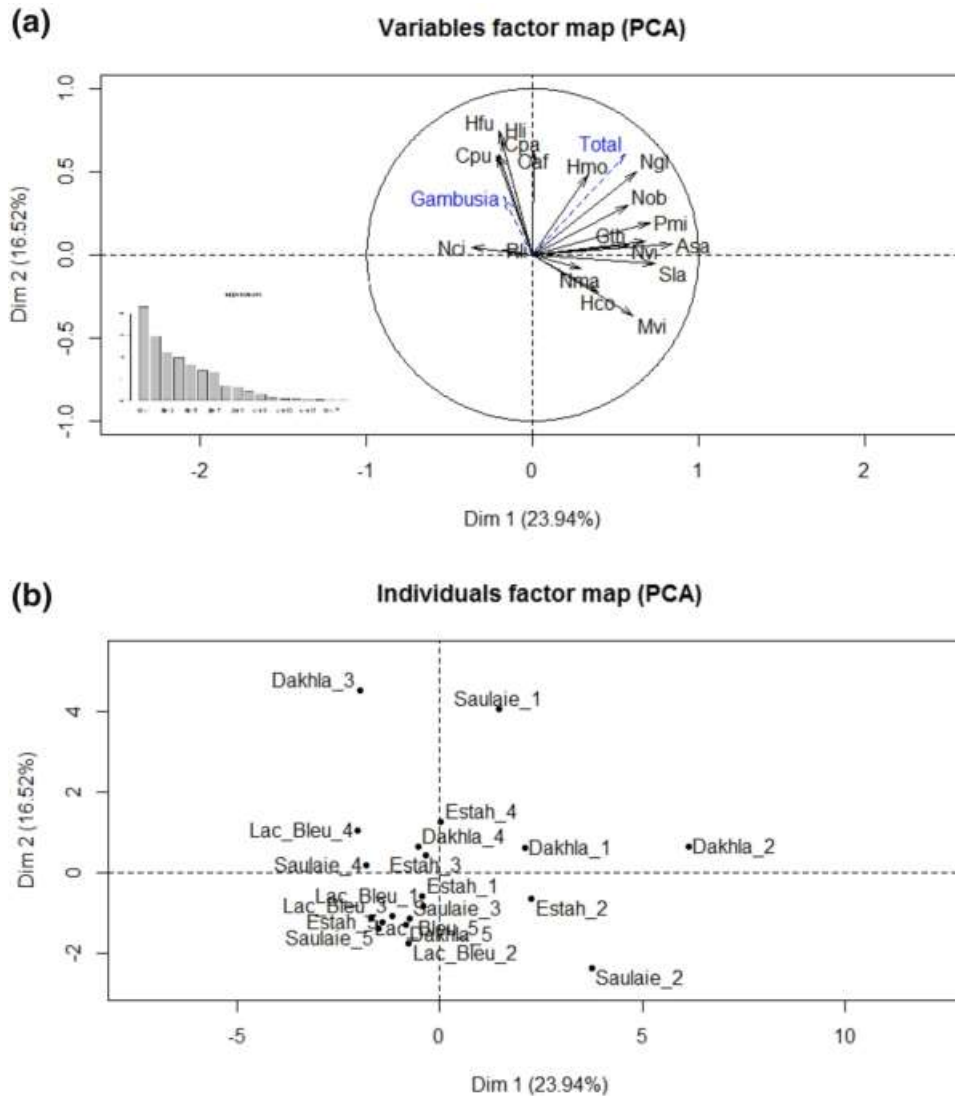 (a)
Variables factor map (PCA)
1.0
0.5
0.0
-0.5
-1.0
Dim 2 (16.52%)
Hfu
Hli
Cpa
Cpu
Caf
Total
Hmo
Ngl
Gambusia
Nob
Pmi
Gth
Nci
Rli
Nvi
Asa
Sla
Nma
Hco
Mvi
-2
-1
0
1
2
Dim 1 (23.94%)
(b)
Individuals factor map (PCA)
4
2
0
-2
Dim 2 (16.52%)
Dakhla_3
Saulaie_1
Estah_4
Lac_Bleu_4
Dakhla_4
Dakhla_1
Dakhla_2
Saulaie_4
Estah_3
Estah_1
Lac_Bleu_1
Lac_Bleu_3
Saulaie_3
Estah_2
Lac_Bleu_5
Saulaie_5
Dakhla_5
Lac_Bleu_2
Saulaie_2
-5
0
5
10
Dim 1 (23.94%)